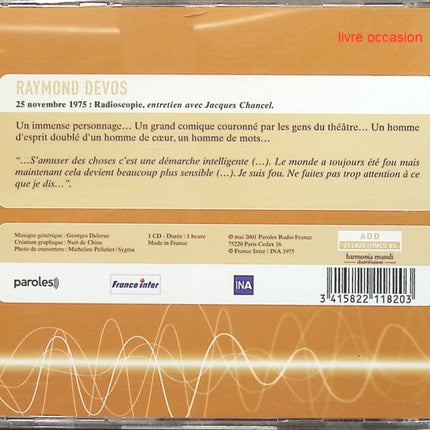 livre occasion
RAYMOND DEVOS
25 novembre 1975 : Radioscopie, entretien avec Jacques Chancel.
Un immense personnage… Un grand comique couronné par les gens du théâtre… Un homme
d'esprit doublé d'un homme de cœur, un homme de mots…
“…S'amuser des choses c'est une démarche intelligente (…). Le monde a toujours été fou mais
maintenant cela devient beaucoup plus sensible (…). Je suis fou. Ne faites pas trop attention à ce
que je dis…”.
Musique générique : Georges Delerue
Création graphique : Nuit de Chine
Photo de couverture : Micheline Pelletier/Sygma
1 CD - Durée : 1 heure
Made in France
℗ mai 2001 Paroles Radio France
75220 Paris Cedex 16
© France Inter / INA 1975
ADD
211820 HMCD 85
harmonia mundi
distribution
paroles
France Inter
INA
3 415822 118203